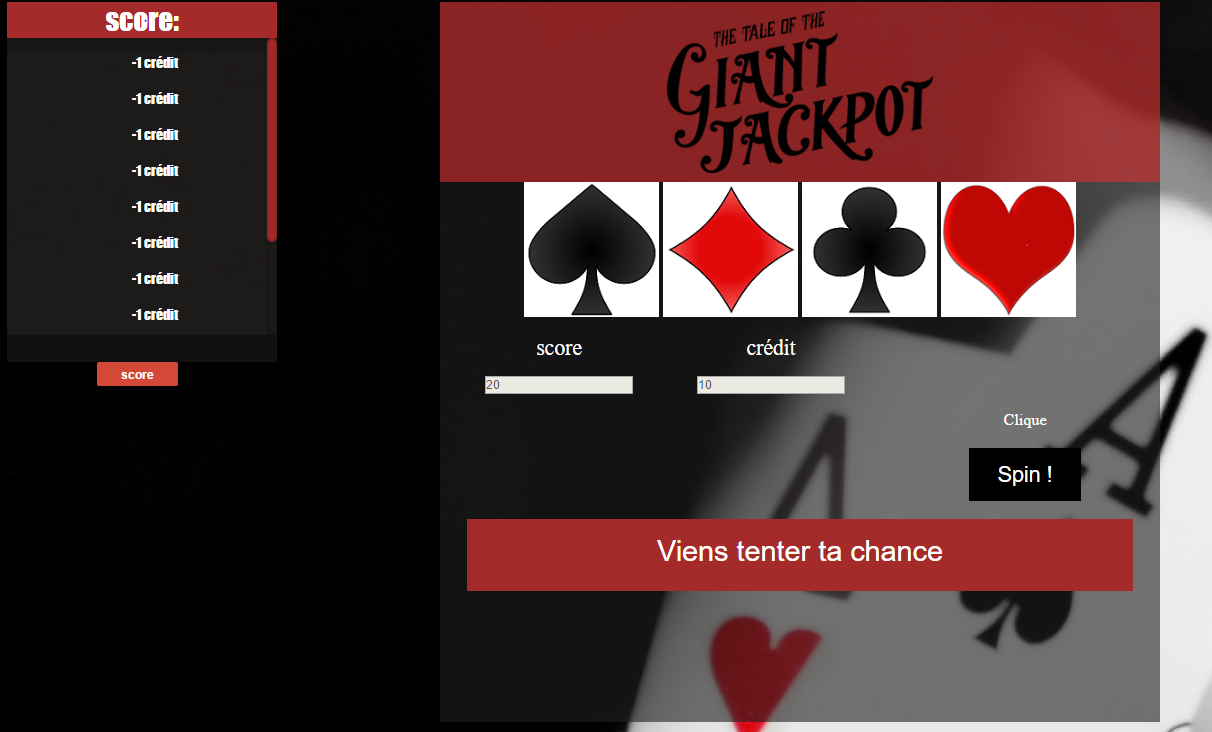 score:
-1 crédit
-1 crédit
-1 crédit
-1 crédit
-1 crédit
-1 crédit
-1 crédit
-1 crédit
score
THE TALE OF THE
GIANT
JACKPOT
score crédit
20 10
Clique
Spin !
Viens tenter ta chance
A
A